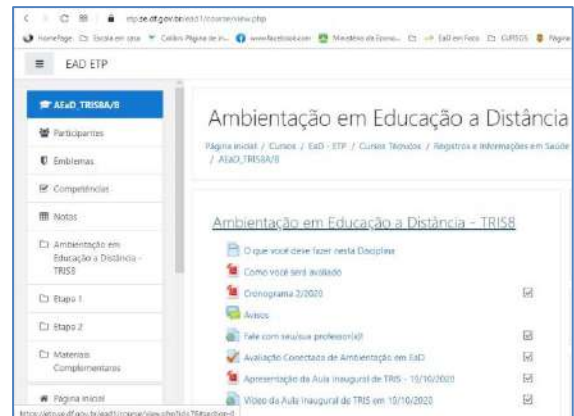 EAD ETP
AEaD_TRIS8A/B
Participantes
Emblemas
Competências
Notas
Ambientação em
Educação a Distância -
TRIS8
Etapa 1
Etapa 2
Materiais
Complementares
Página inicial
Ambientação em Educação a Distância
Página inicial / Cursos / EaD - ETP / Cursos Técnicos / Registros e Informações em Saúde
/ AEaD_TRIS8A/B
Ambientação em Educação a Distância - TRIS8
O que você deve fazer nesta Disciplina
Como você será avaliado
Cronograma 2/2020
Avisos
Fale com seu/sua professor(a)!
Avaliação Conectada de Ambientação em EaD
Apresentação da Aula Inaugural de TRIS - 19/10/2020
Vídeo da Aula Inaugural de TRIS em 19/10/2020